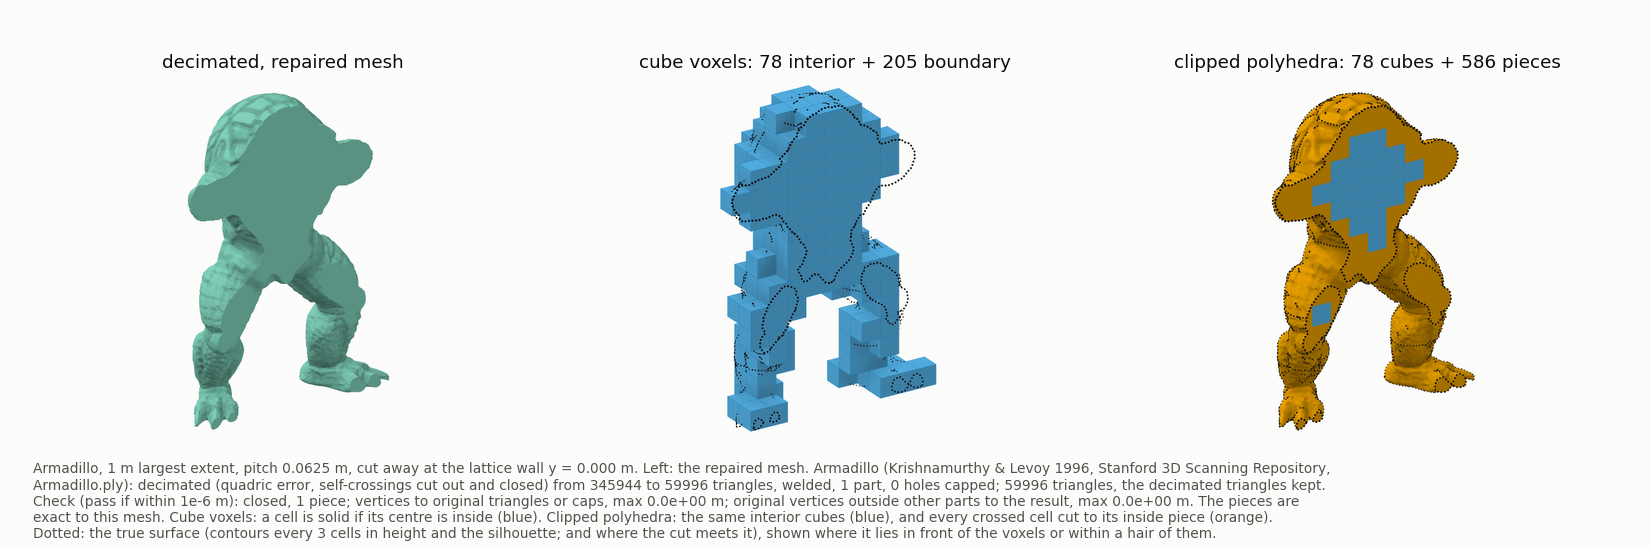 decimated, repaired mesh
cube voxels: 78 interior + 205 boundary
clipped polyhedra: 78 cubes + 586 pieces
Armadillo, 1 m largest extent, pitch 0.0625 m, cut away at the lattice wall y = 0.000 m. Left: the repaired mesh. Armadillo (Krishnamurthy & Levoy 1996, Stanford 3D Scanning Repository,
Armadillo.ply): decimated (quadric error, self-crossings cut out and closed) from 345944 to 59996 triangles, welded, 1 part, 0 holes capped; 59996 triangles, the decimated triangles kept.
Check (pass if within 1e-6 m): closed, 1 piece; vertices to original triangles or caps, max 0.0e+00 m; original vertices outside other parts to the result, max 0.0e+00 m. The pieces are
exact to this mesh. Cube voxels: a cell is solid if its centre is inside (blue). Clipped polyhedra: the same interior cubes (blue), and every crossed cell cut to its inside piece (orange).
Dotted: the true surface (contours every 3 cells in height and the silhouette; and where the cut meets it), shown where it lies in front of the voxels or within a hair of them.